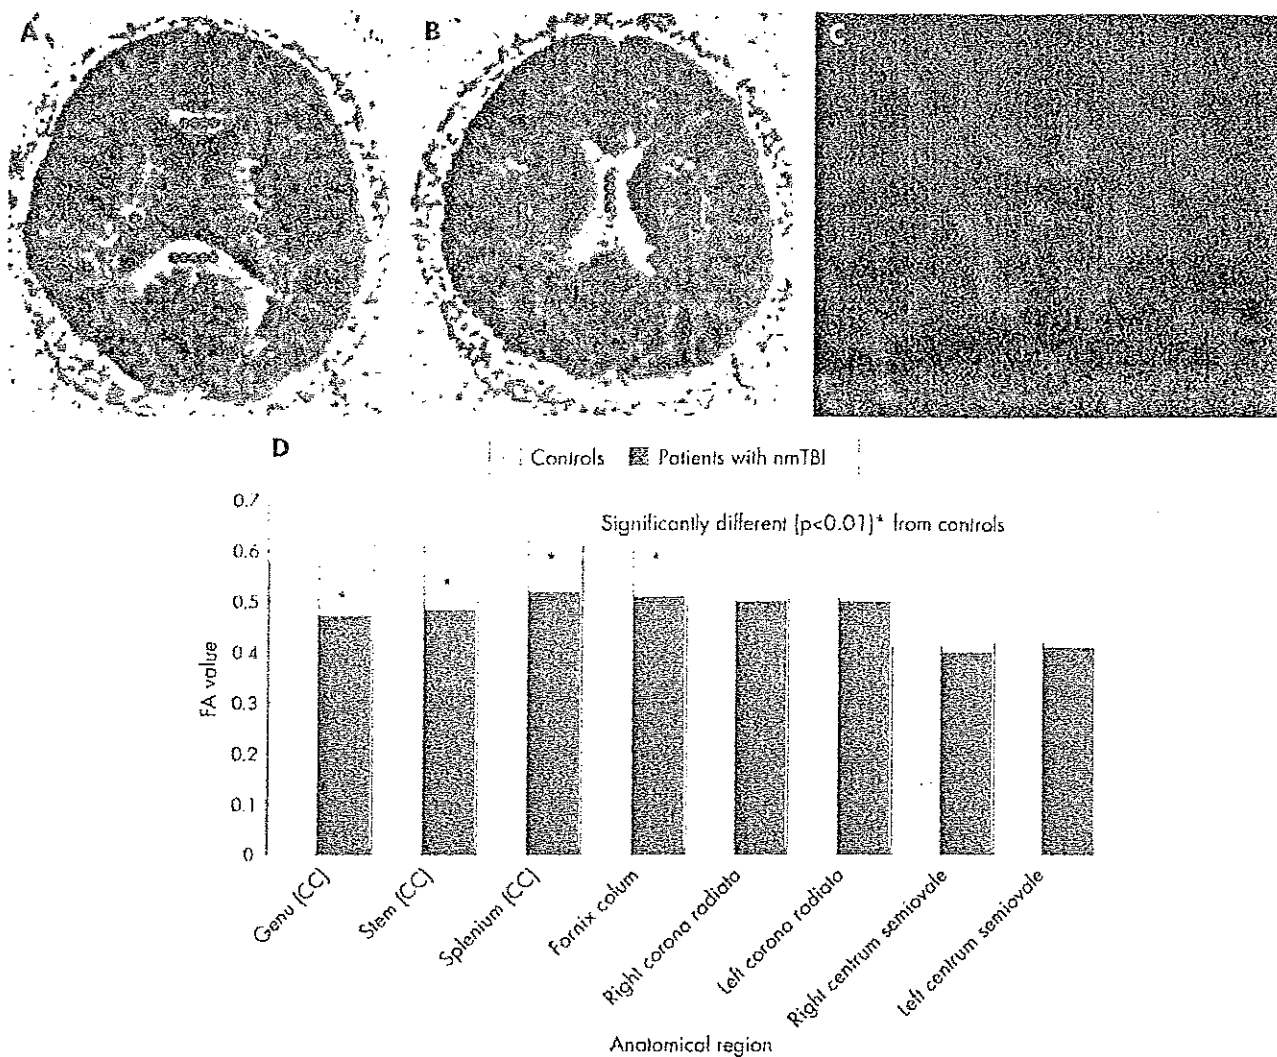 A
B
C
D
Controls
Patients with nmTBI
Significantly different (p<0.01)* from controls
0.7
0.6
0.5
0.4
0.3
0.2
0.1
0
FA value
*
*
*
*
Genu (CC)
Stem (CC)
Splenium (CC)
Fornix colum
Right corona radiata
Left corona radiata
Right centrum semiovale
Left centrum semiovale
Anatomical region